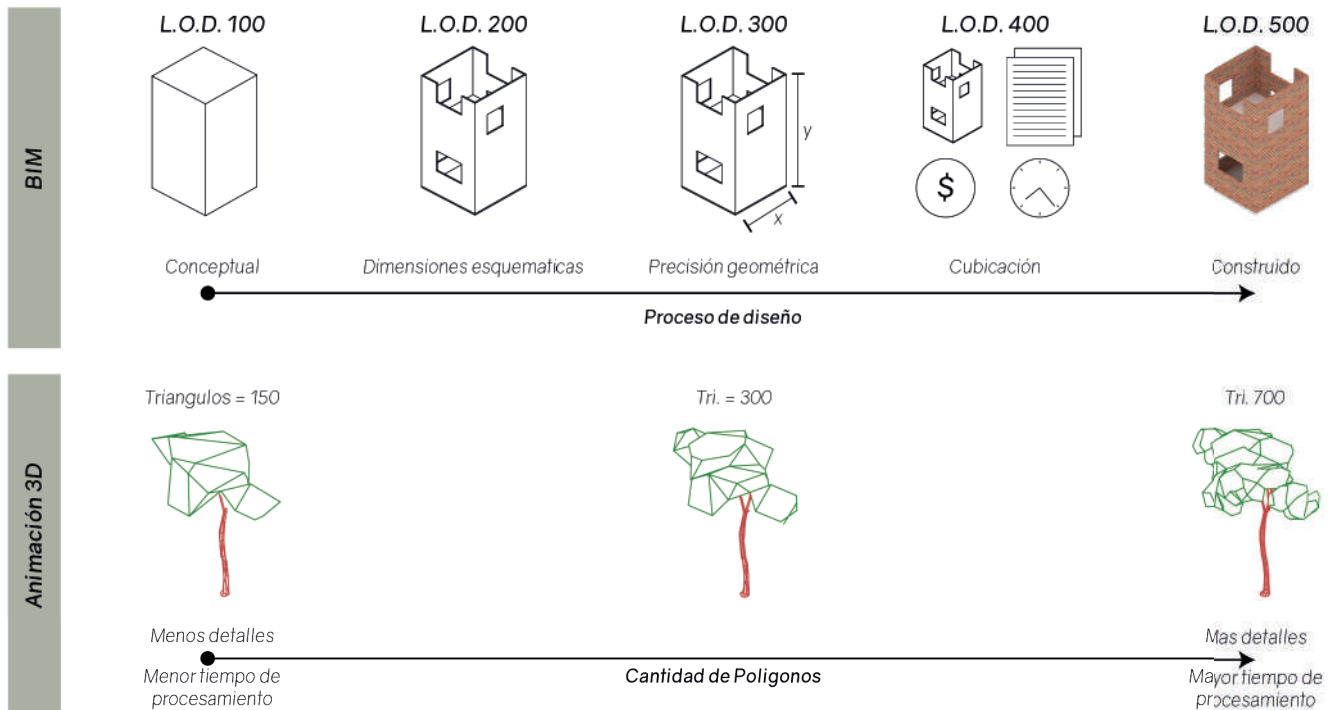 L.O.D. 100
L.O.D. 200
L.O.D. 300
L.O.D. 400
L.O.D. 500
BIM
y
x
$
Conceptual
Dimensiones esquematicas
Precisión geométrica
Cubicación
Construido
Proceso de diseño
Animación 3D
Triangulos = 150
Tri. = 300
Tri. 700
Menos detalles
Mas detalles
Cantidad de Poligonos
Menor tiempo de
procesamiento
Mayor tiempo de
procesamiento